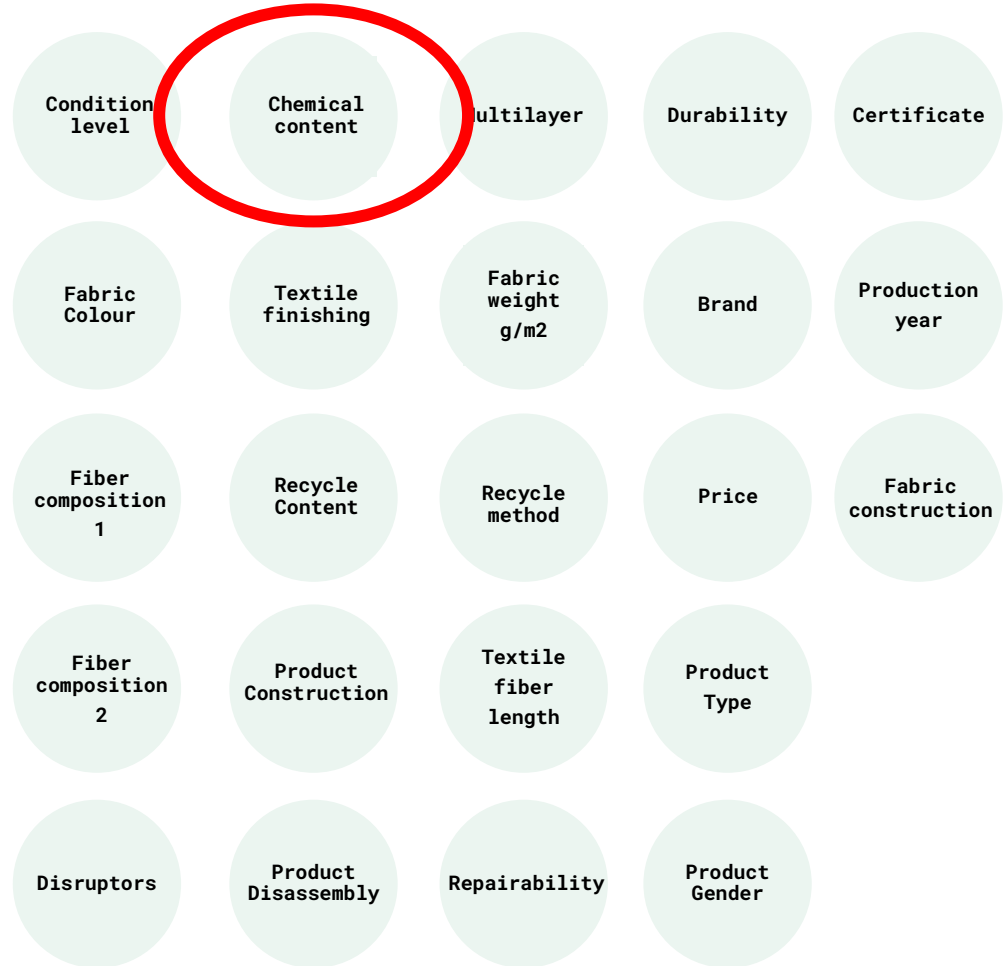 Condition
level
Chemical
content
ultilayer
Durability
Certificate
Fabric
Colour
Textile
finishing
Fabric
weight
g/m2
Brand
Production
year
Fiber
composition
1
Recycle
Content
Recycle
method
Price
Fabric
construction
Fiber
composition
2
Product
Construction
Textile
fiber
length
Product
Type
Disruptors
Product
Disassembly
Repairability
Product
Gender